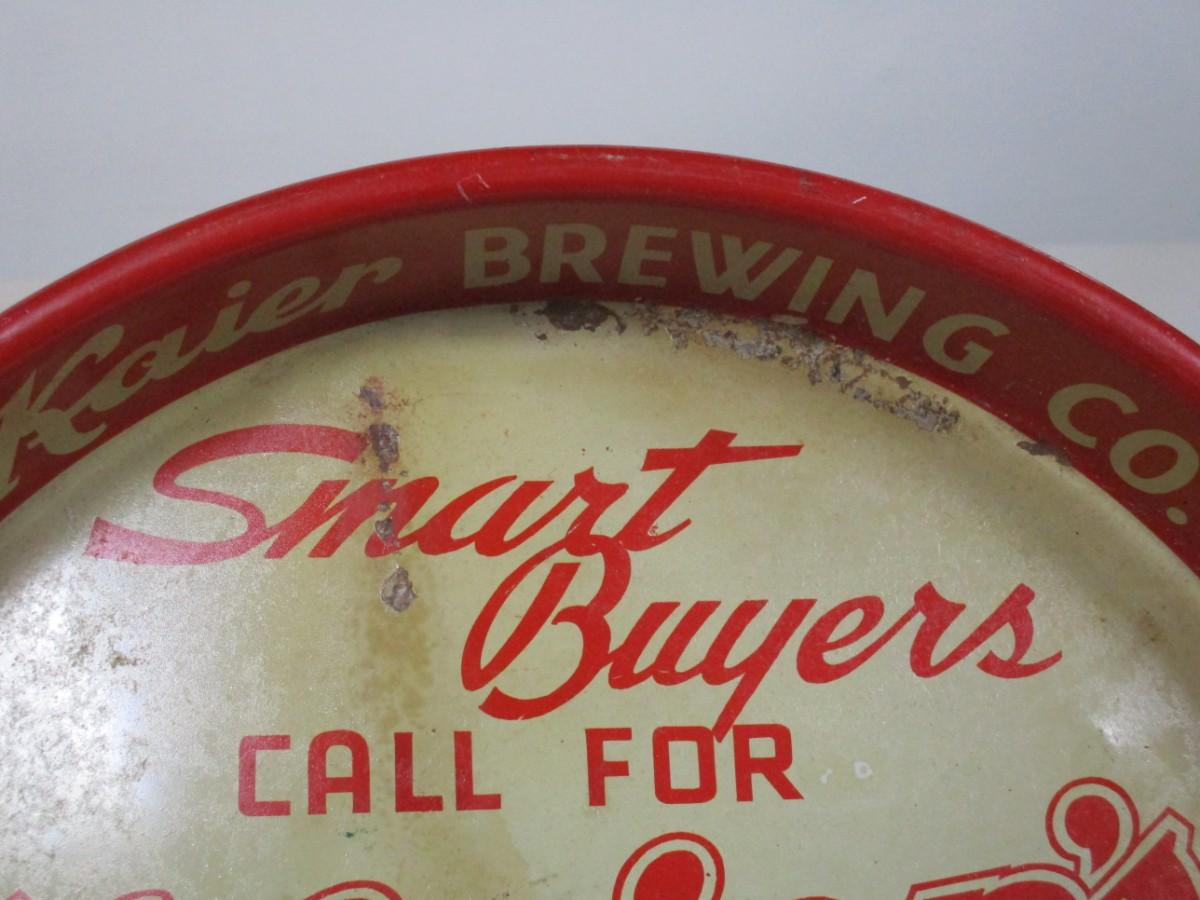 Kaier BREWING CO.
Smart
Buyers
CALL FOR